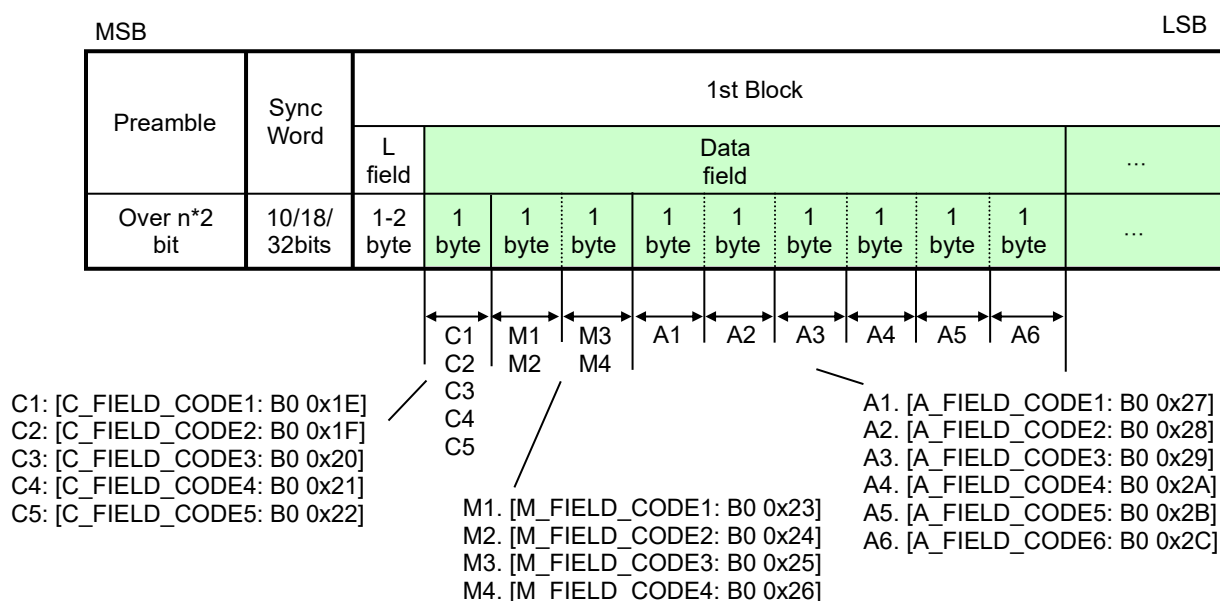 MSB
LSB
Preamble
Sync
Word
1st Block
L
field
Data
field
...
Over n*2
bit
10/18/
32bits
1-2
byte
1
byte
1
byte
1
byte
1
byte
1
byte
1
byte
1
byte
1
byte
1
byte
...
C1
C2
C3
C4
C5
M1
M2
M3
M4
A1
A2
A3
A4
A5
A6
C1: [C_FIELD_CODE1: B0 0x1E]
C2: [C_FIELD_CODE2: B0 0x1F]
C3: [C_FIELD_CODE3: B0 0x20]
C4: [C_FIELD_CODE4: B0 0x21]
C5: [C_FIELD_CODE5: B0 0x22]
M1. [M_FIELD_CODE1: B0 0x23]
M2. [M_FIELD_CODE2: B0 0x24]
M3. [M_FIELD_CODE3: B0 0x25]
M4. [M_FIELD_CODE4: B0 0x26]
A1. [A_FIELD_CODE1: B0 0x27]
A2. [A_FIELD_CODE2: B0 0x28]
A3. [A_FIELD_CODE3: B0 0x29]
A4. [A_FIELD_CODE4: B0 0x2A]
A5. [A_FIELD_CODE5: B0 0x2B]
A6. [A_FIELD_CODE6: B0 0x2C]